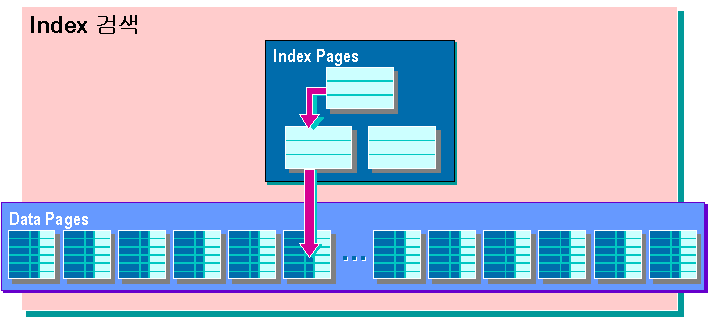 Index 검색
Index Pages
Data Pages
...